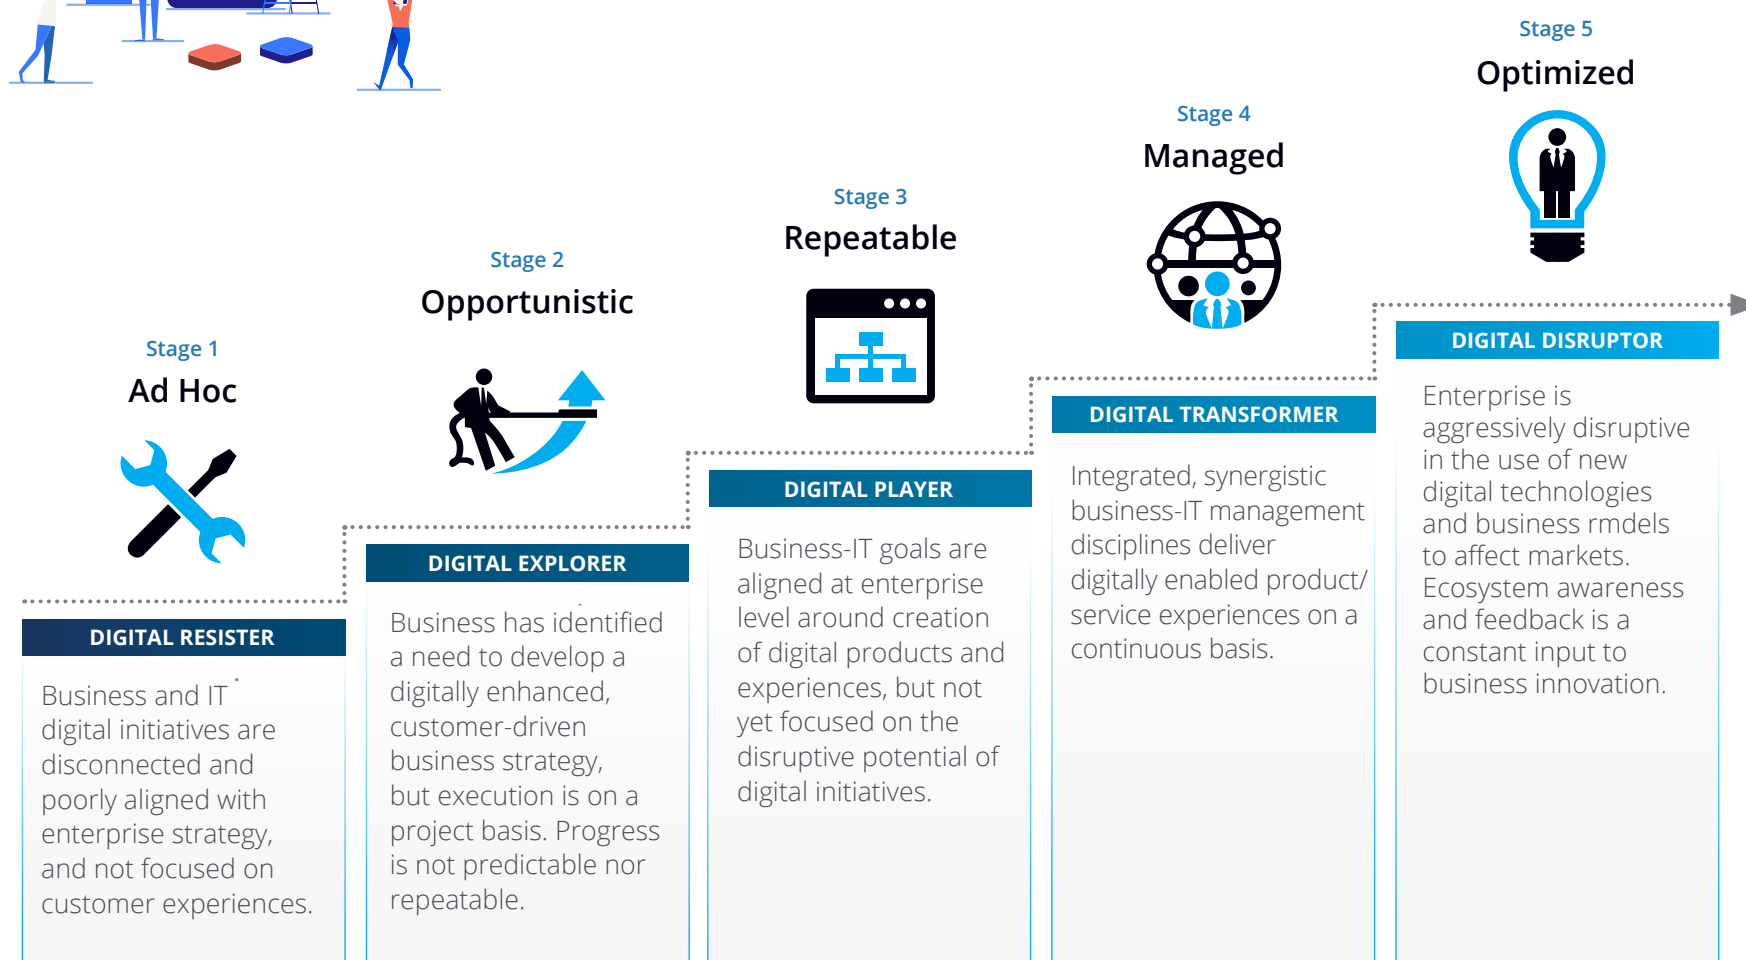 Stage 1
Ad Hoc
DIGITAL RESISTER
Business and IT
digital initiatives are
disconnected and
poorly aligned with
enterprise strategy,
and not focused on
customer experiences.
Stage 2
Opportunistic
DIGITAL EXPLORER
Business has identified
a need to develop a
digitally enhanced,
customer-driven
business strategy,
but execution is on a
project basis. Progress
is not predictable nor
repeatable.
Stage 3
Repeatable
DIGITAL PLAYER
Business-IT goals are
aligned at enterprise
level around creation
of digital products and
experiences, but not
yet focused on the
disruptive potential of
digital initiatives.
Stage 4
Managed
DIGITAL TRANSFORMER
Integrated, synergistic
business-IT management
disciplines deliver
digitally enabled product/
service experiences on a
continuous basis.
Stage 5
Optimized
DIGITAL DISRUPTOR
Enterprise is
aggressively disruptive
in the use of new
digital technologies
and business rmdels
to affect markets.
Ecosystem awareness
and feedback is a
constant input to
business innovation.